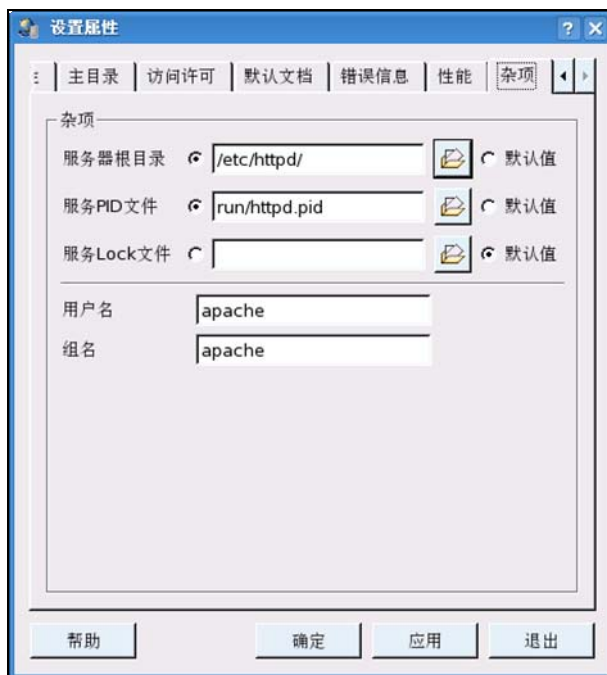 设置属性
主目录 访问许可 默认文档 错误信息 性能 杂项
杂项
服务器根目录 /etc/httpd/ 默认值
服务PID文件 run/httpd.pid 默认值
服务Lock文件 默认值
用户名 apache
组名 apache
帮助 确定 应用 退出